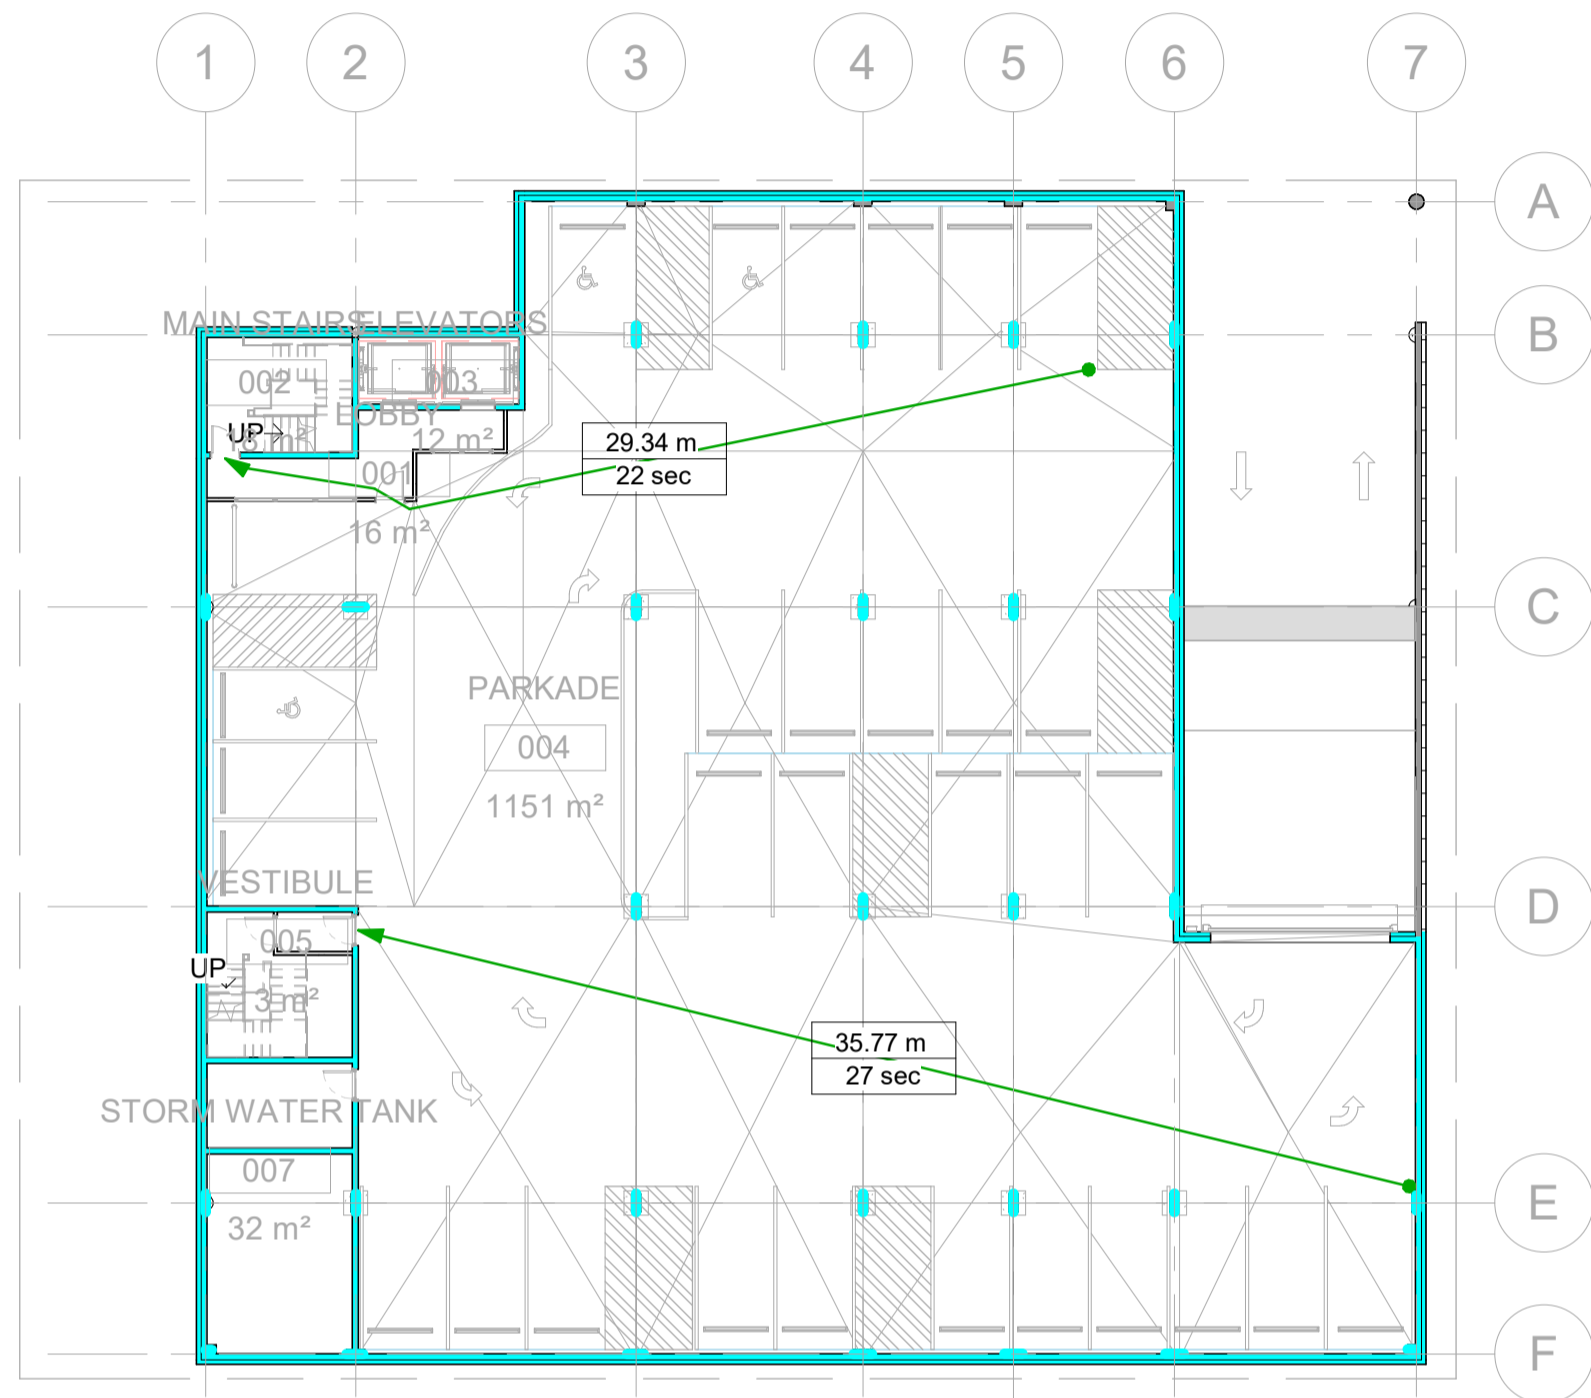 1 2 3 4 5 6 7
A
B
MAIN STAIRS ELEVATORS
002 003
LOBBY
UP 18 m² 12 m²
29.34 m
22 sec
001
16 m²
C
PARKADE
004
1151 m²
VESTIBULE
D
005
UP
3 m²
35.77 m
27 sec
STORM WATER TANK
007
32 m²
E
F